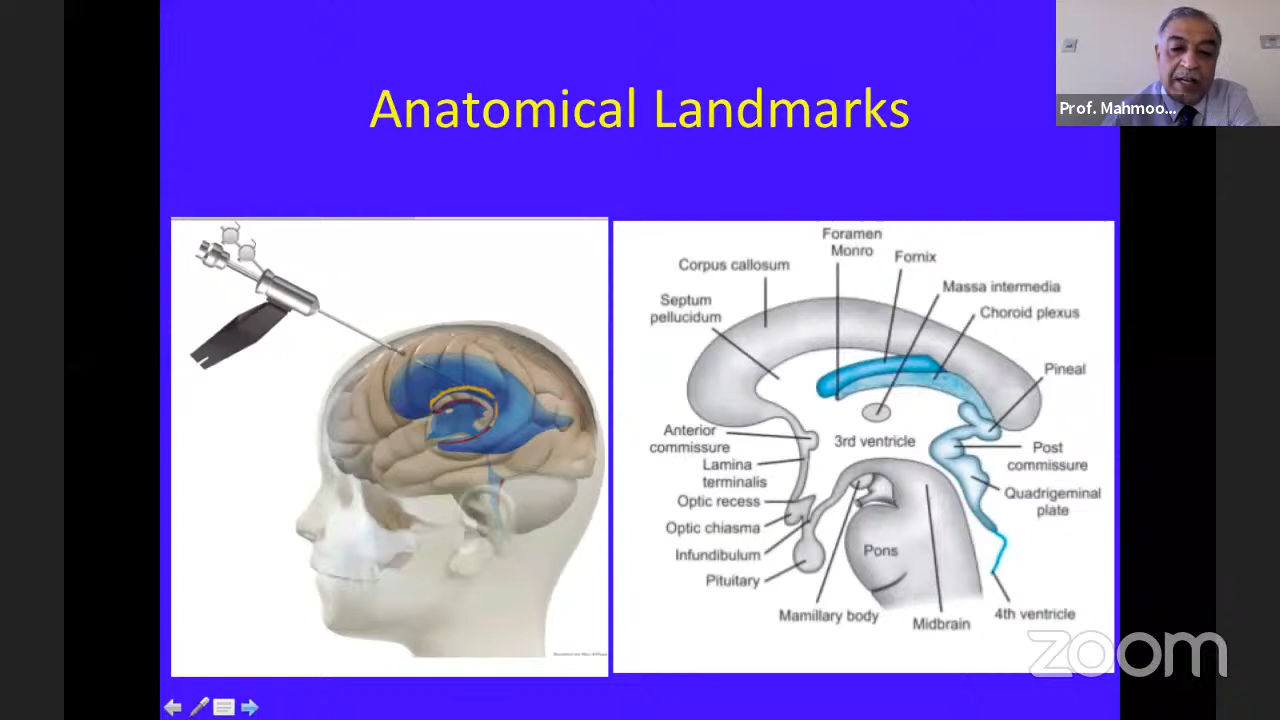 Prof. Mahmoo...
Anatomical Landmarks
Foramen
Monro
Fornix
Corpus callosum
Massa intermedia
Septum
pellucidum
Choroid plexus
Pineal
Anterior
commissure
3rd ventricle
Post
commissure
Lamina
terminalis
Quadrigeminal
plate
Optic recess
Optic chiasma
Infundibulum
Pons
Pituitary
Mamillary body
Midbrain
4th ventricle
zoom